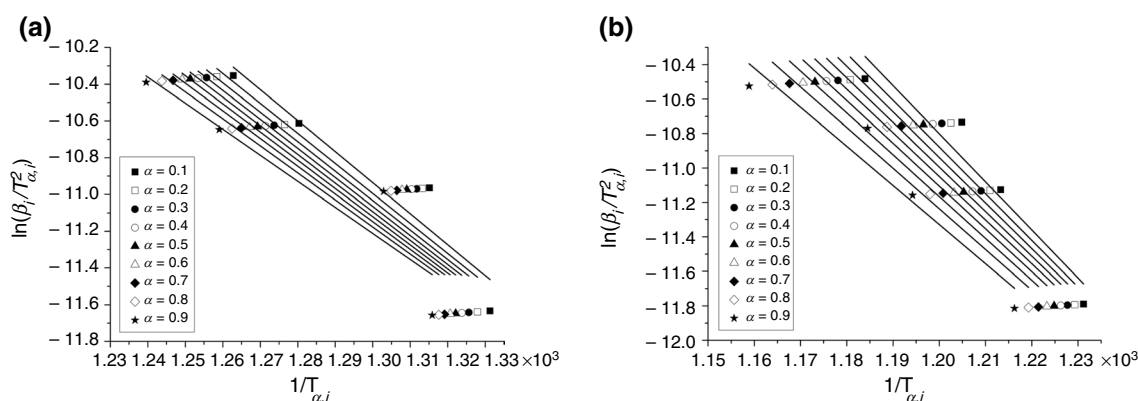 (a)
ln(βi/T²α,i)
− 10.2
− 10.4
− 10.6
− 10.8
− 11.0
− 11.2
− 11.4
− 11.6
− 11.8
α = 0.1
α = 0.2
α = 0.3
α = 0.4
α = 0.5
α = 0.6
α = 0.7
α = 0.8
α = 0.9
1.23 1.24 1.25 1.26 1.27 1.28 1.29 1.30 1.31 1.32 1.33 ×10³
1/Tα,i
(b)
ln(βi/T²α,i)
− 10.4
− 10.6
− 10.8
− 11.0
− 11.2
− 11.4
− 11.6
− 11.8
− 12.0
α = 0.1
α = 0.2
α = 0.3
α = 0.4
α = 0.5
α = 0.6
α = 0.7
α = 0.8
α = 0.9
1.15 1.16 1.17 1.18 1.19 1.20 1.21 1.22 1.23 ×10³
1/Tα,i